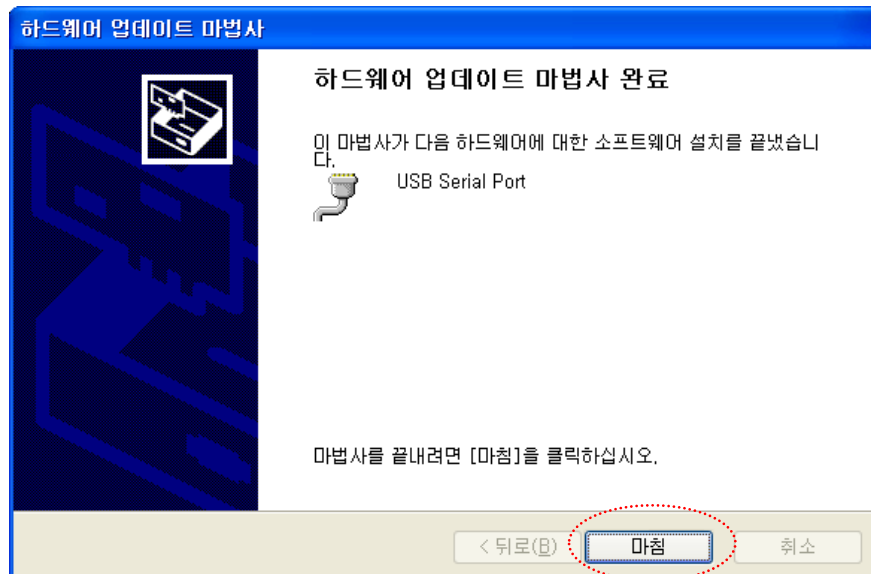 하드웨어 업데이트 마법사
하드웨어 업데이트 마법사 완료
이 마법사가 다음 하드웨어에 대한 소프트웨어 설치를 끝냈습니
다.
USB Serial Port
마법사를 끝내려면 [마침]을 클릭하십시오.
< 뒤로(B) 마침 취소